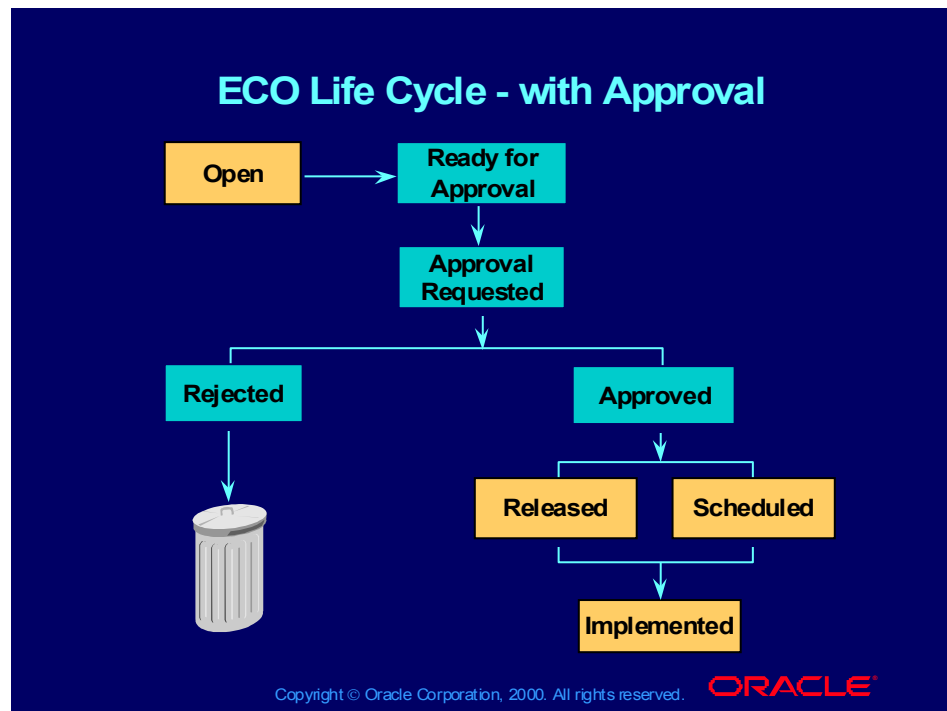 ECO Life Cycle - with Approval
Open
Ready for
Approval
Approval
Requested
Rejected
Approved
Released
Scheduled
Implemented
Copyright © Oracle Corporation, 2000. All rights reserved.
ORACLE®